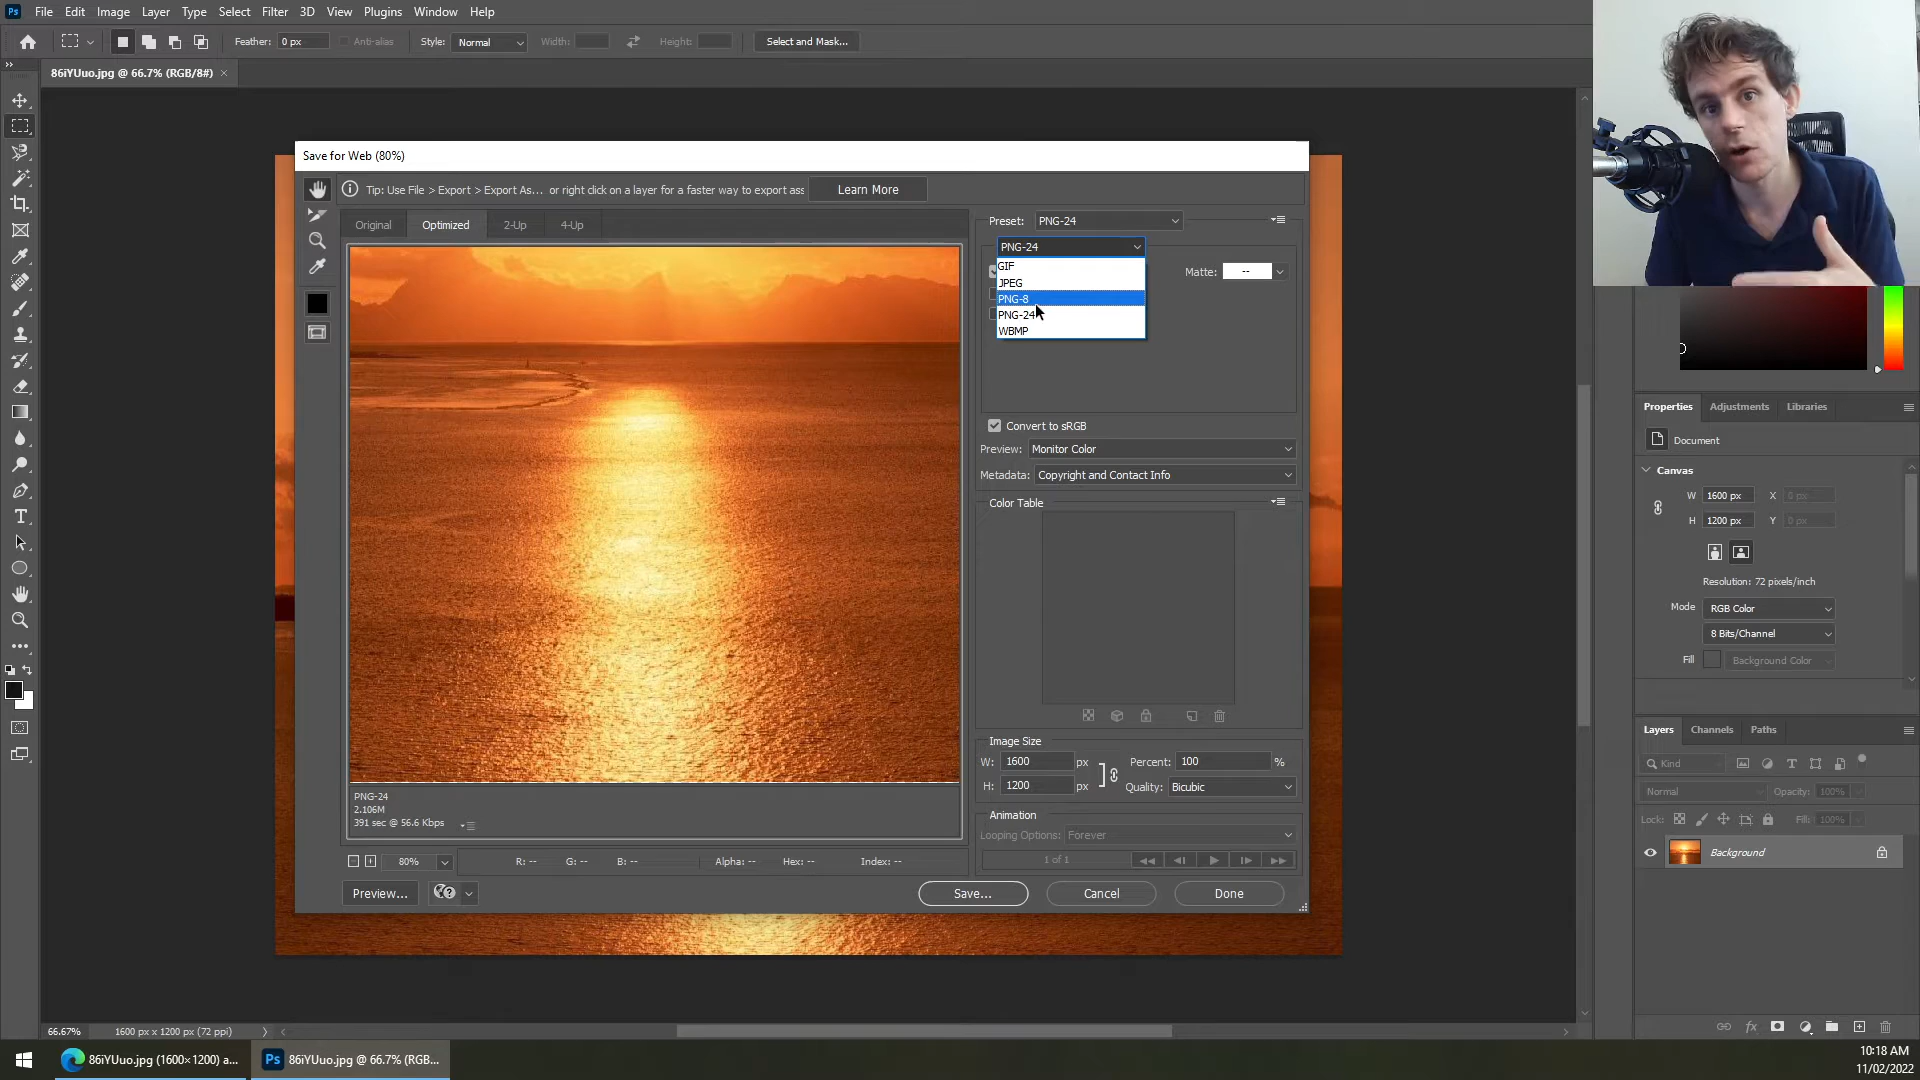 Ps File Edit Image Layer Type Select Filter 3D View Plugins Window Help
Feather: 0 px Anti-alias Style: Normal Width: Height: Select and Mask...
86iYUuo.jpg @ 66.7% (RGB/8#) ×
Save for Web (80%)
Tip: Use File > Export > Export As... or right click on a layer for a faster way to export ass
Learn More
Original Optimized 2-Up 4-Up
Preset: PNG-24
PNG-24
GIF
JPEG
PNG-8
PNG-24
WBMP
Matte: --
Convert to sRGB
Preview: Monitor Color
Metadata: Copyright and Contact Info
Color Table
Image Size
W: 1600 px Percent: 100 %
H: 1200 px Quality: Bicubic
Animation
Looping Options: Forever
1 of 1
PNG-24
2.106M
391 sec @ 56.6 Kbps
80% R: -- G: -- B: -- Alpha: -- Hex: -- Index: --
Preview... Save... Cancel Done
Properties Adjustments Libraries
Document
Canvas
W 1600 px X 0 px
H 1200 px Y 0 px
Resolution: 72 pixels/inch
Mode RGB Color
8 Bits/Channel
Fill Background Color
Layers Channels Paths
Kind
Normal Opacity: 100%
Lock: Fill: 100%
Background
66.67% 1600 px x 1200 px (72 ppi)
86iYUuo.jpg (1600×1200) a...
Ps 86iYUuo.jpg @ 66.7% (RGB...
10:18 AM
11/02/2022